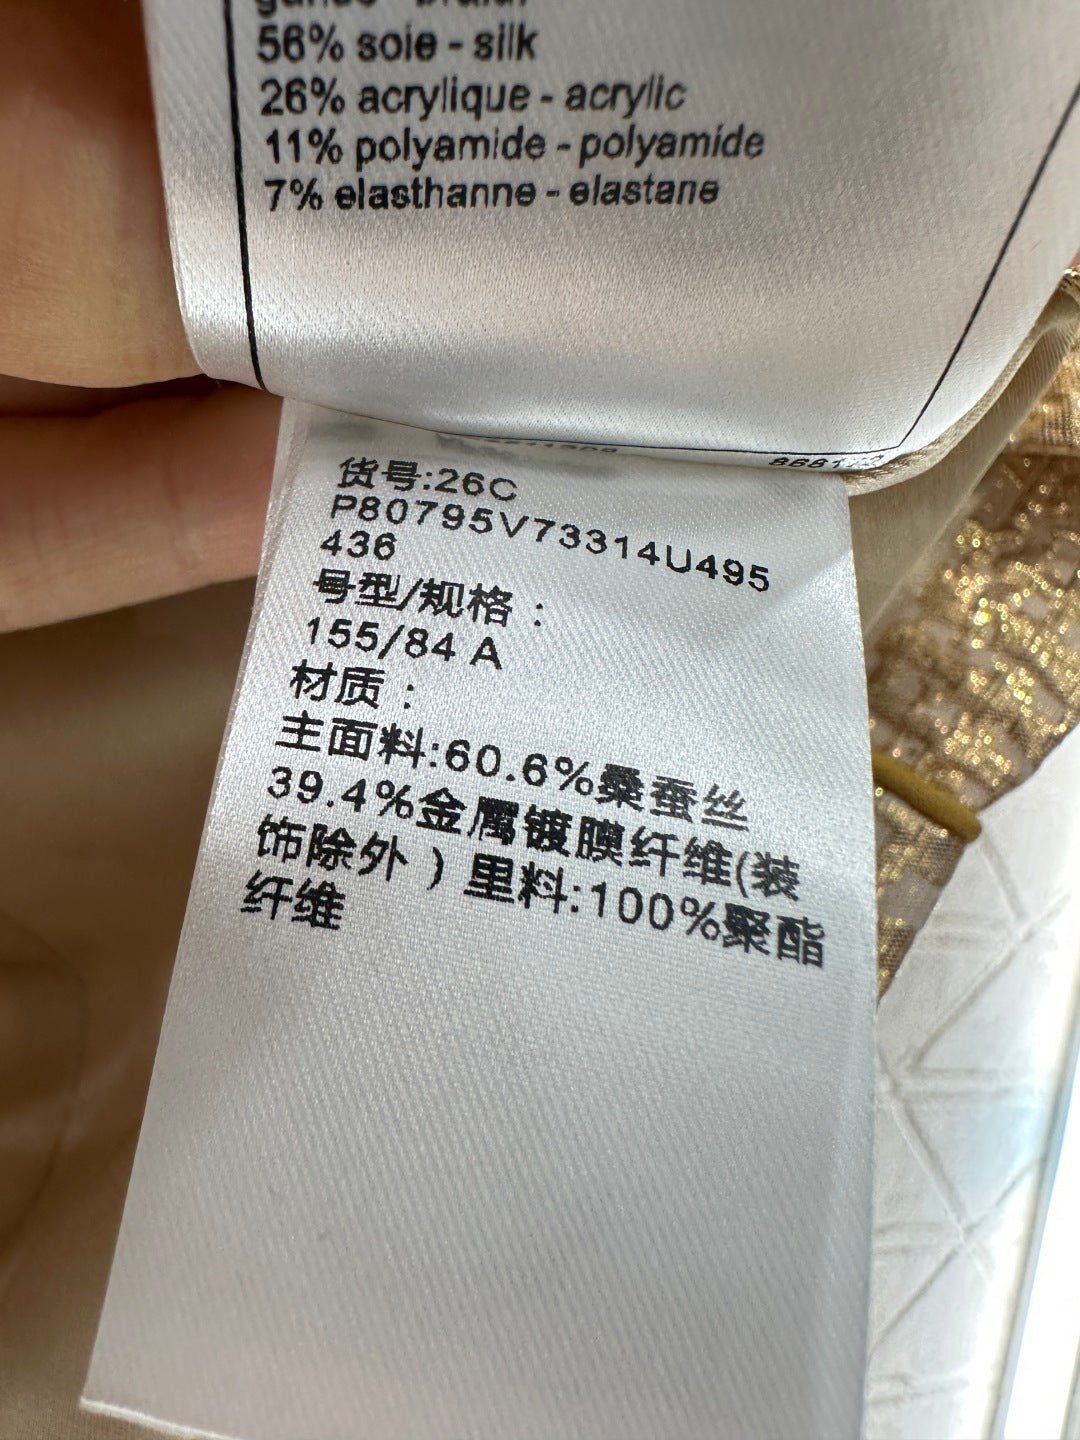 56% soie - silk
26% acrylique - acrylic
11% polyamide - polyamide
7% elasthanne - elastane
货号:26C
P80795V73314U495
436
号型/规格：
155/84 A
材质：
主面料:60.6%桑蚕丝
39.4%金属镀膜纤维(装
饰除外）里料:100%聚酯
纤维